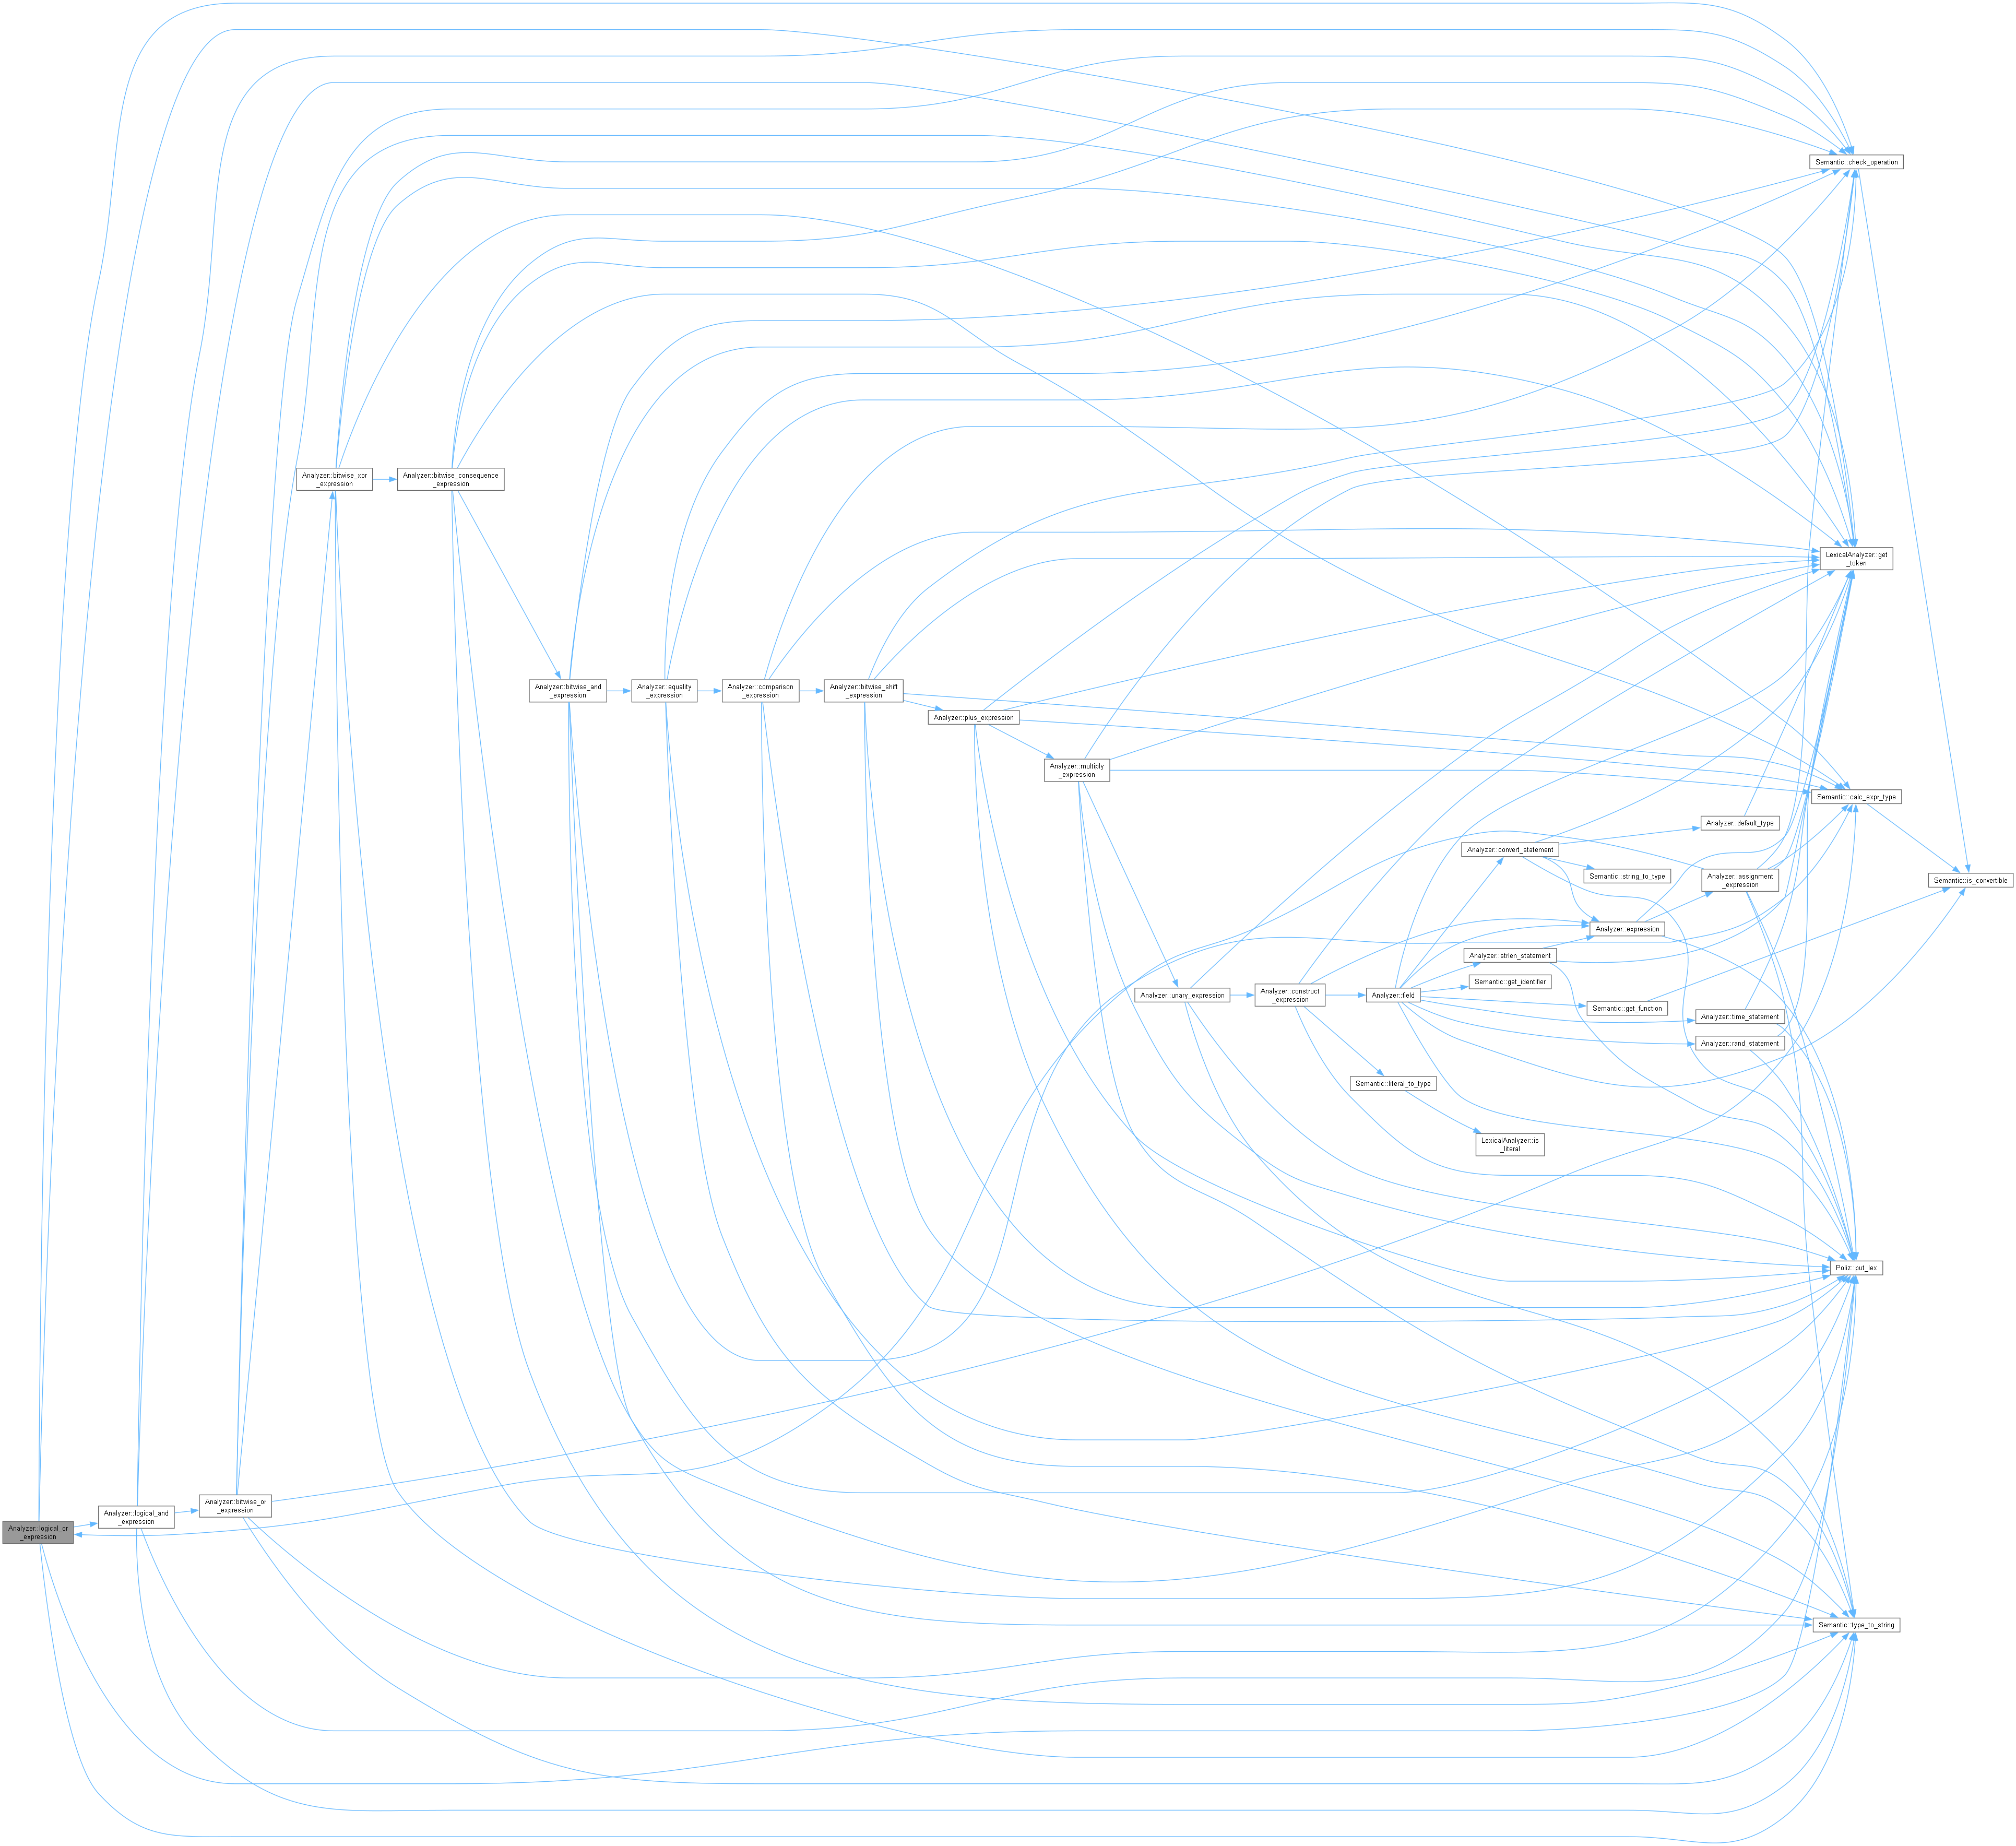 Semantic::check_operation
Analyzer::bitwise_xor
_expression
Analyzer::bitwise_consequence
_expression
LexicalAnalyzer::get
_token
Analyzer::bitwise_and
_expression
Analyzer::equality
_expression
Analyzer::comparison
_expression
Analyzer::bitwise_shift
_expression
Analyzer::plus_expression
Analyzer::multiply
_expression
Semantic::calc_expr_type
Analyzer::default_type
Analyzer::convert_statement
Semantic::string_to_type
Analyzer::assignment
_expression
Semantic::is_convertible
Analyzer::expression
Analyzer::strlen_statement
Semantic::get_identifier
Analyzer::unary_expression
Analyzer::construct
_expression
Analyzer::field
Semantic::get_function
Analyzer::time_statement
Analyzer::rand_statement
Semantic::literal_to_type
LexicalAnalyzer::is
_literal
Poliz::put_lex
Analyzer::bitwise_or
_expression
Analyzer::logical_and
_expression
Analyzer::logical_or
_expression
Semantic::type_to_string